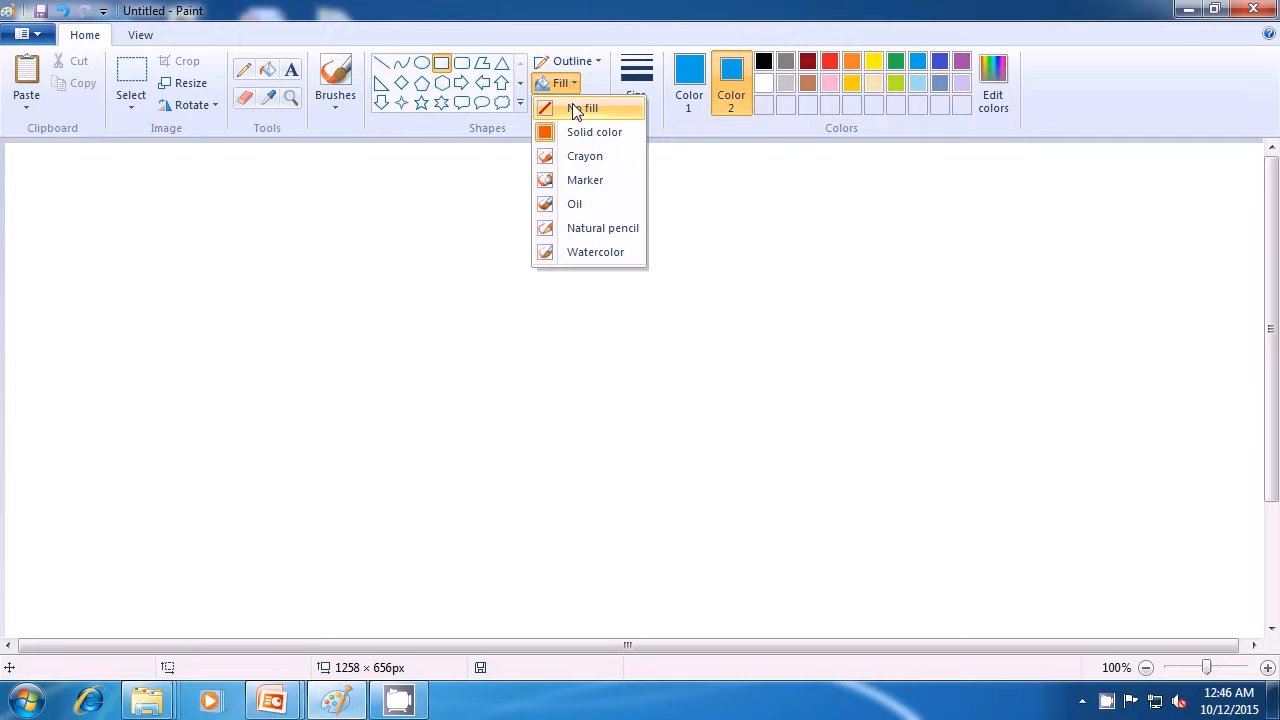 Untitled - Paint
Home
View
Paste
Cut
Copy
Clipboard
Select
Crop
Resize
Rotate
Image
A
Tools
Brushes
Shapes
Outline
Fill
No fill
Solid color
Crayon
Marker
Oil
Natural pencil
Watercolor
Color 1
Color 2
Edit colors
Colors
1258 × 656px
100%
12:46 AM
10/12/2015